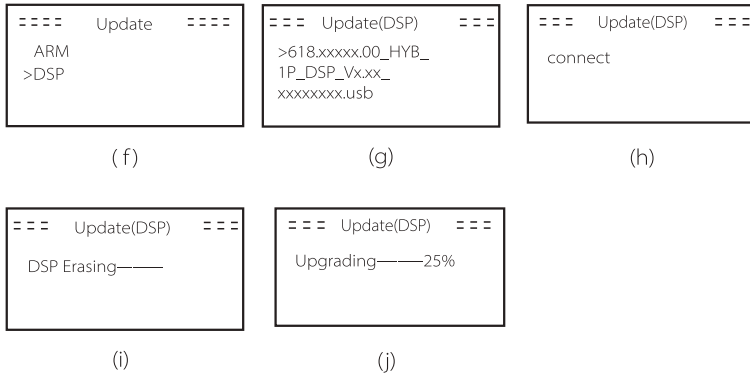 ==== Update ====
ARM
>DSP
(f)
=== Update(DSP) ===
>618.xxxxx.00_HYB_
1P_DSP_Vx.xx_
xxxxxxxx.usb
(g)
=== Update(DSP) ===
connect
(h)
=== Update(DSP) ===
DSP Erasing———
(i)
=== Update(DSP) ===
Upgrading———25%
(j)